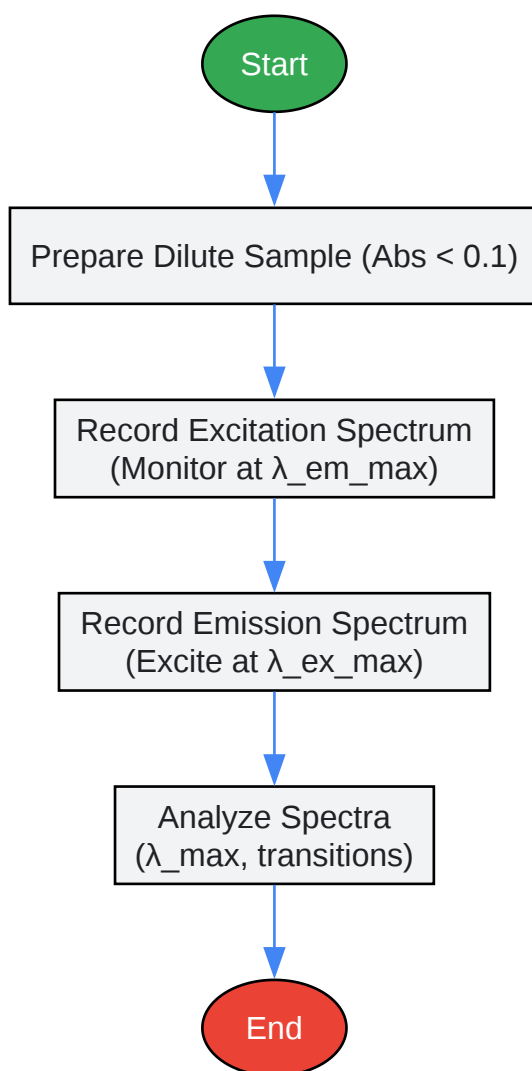 Start
Prepare Dilute Sample (Abs < 0.1)
Record Excitation Spectrum
(Monitor at λ_em_max)
Record Emission Spectrum
(Excite at λ_ex_max)
Analyze Spectra
(λ_max, transitions)
End